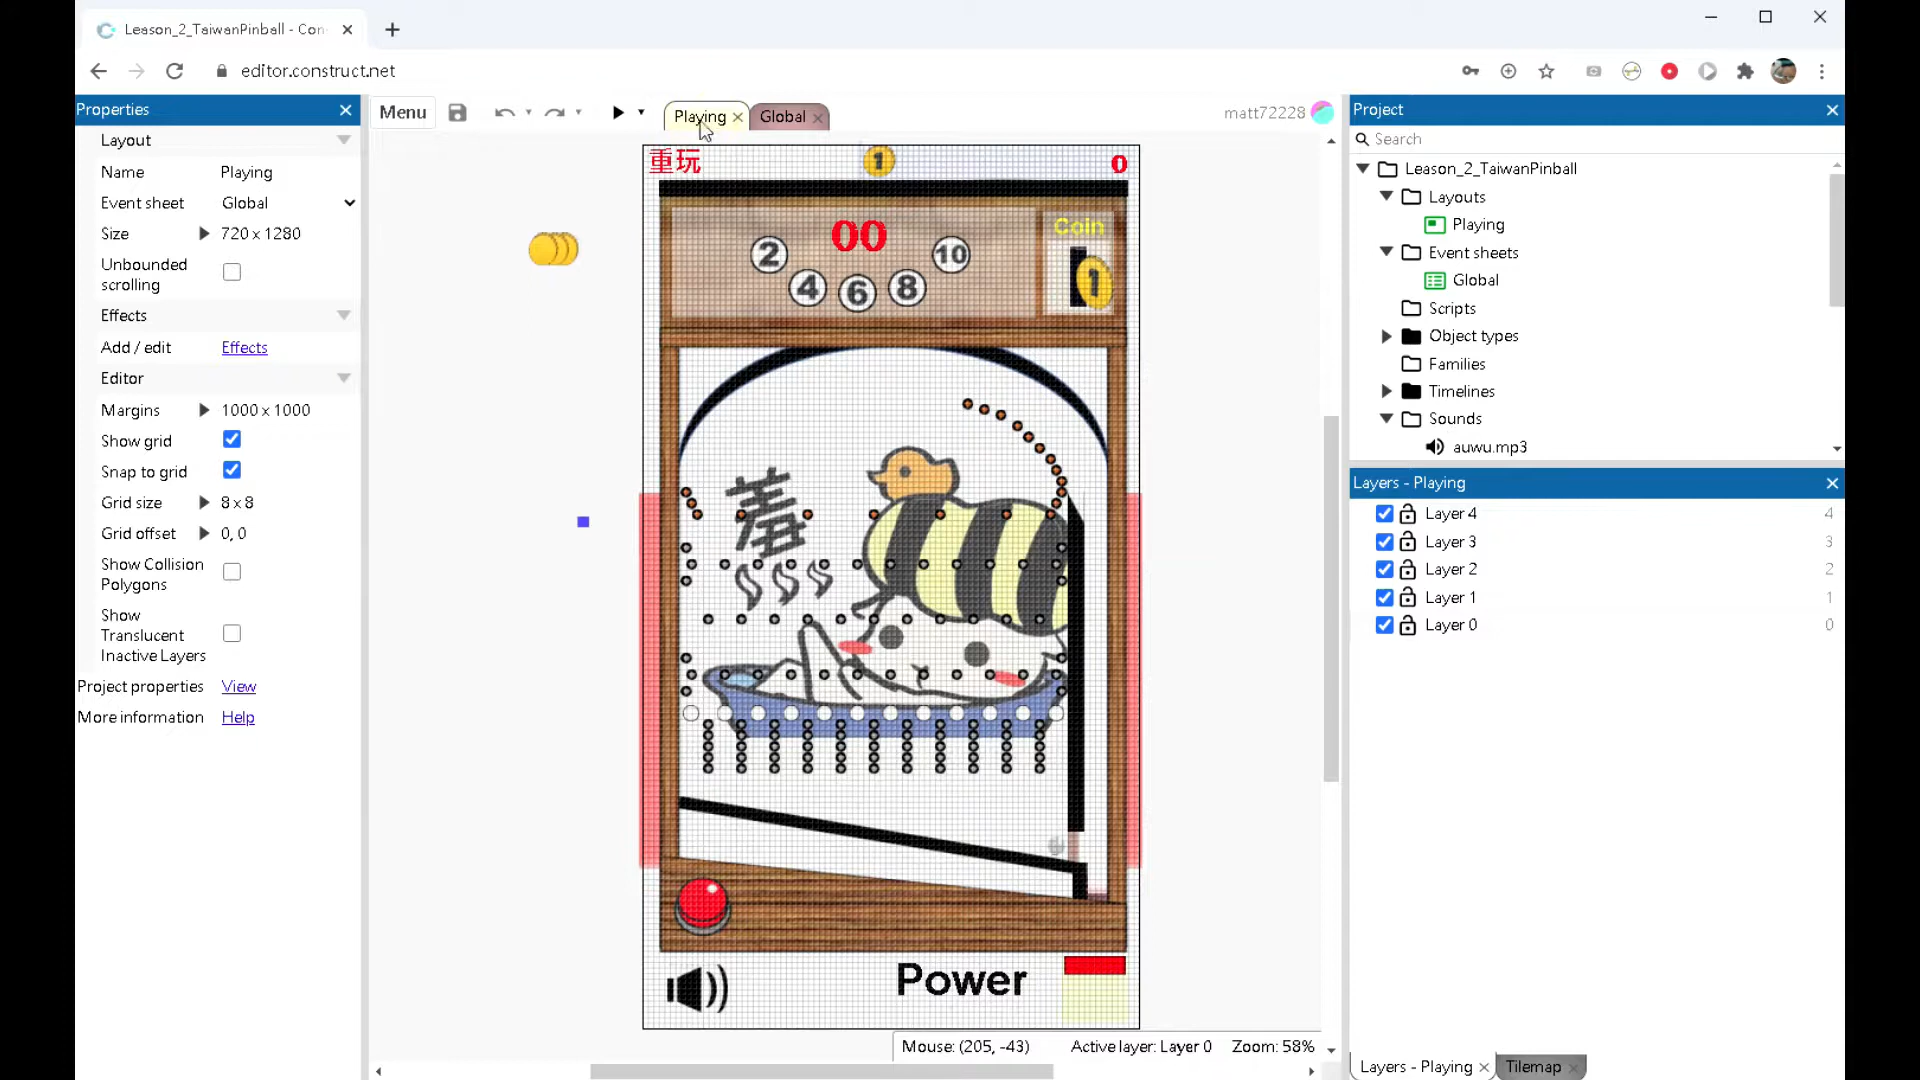 Leason_2_TaiwanPinball - Con
editor.construct.net
Properties
Layout
Name Playing
Event sheet Global
Size 720 x 1280
Unbounded scrolling
Effects
Add / edit Effects
Editor
Margins 1000 x 1000
Show grid
Snap to grid
Grid size 8 x 8
Grid offset 0, 0
Show Collision Polygons
Show Translucent Inactive Layers
Project properties View
More information Help
Menu
Playing
Global
matt72228
重玩
1
0
00
2
4
6
8
10
Coin
1
羞
Power
Mouse: (205, -43) Active layer: Layer 0 Zoom: 58%
Project
Search
Leason_2_TaiwanPinball
Layouts
Playing
Event sheets
Global
Scripts
Object types
Families
Timelines
Sounds
auwu.mp3
Layers - Playing
Layer 4 4
Layer 3 3
Layer 2 2
Layer 1 1
Layer 0 0
Layers - Playing
Tilemap